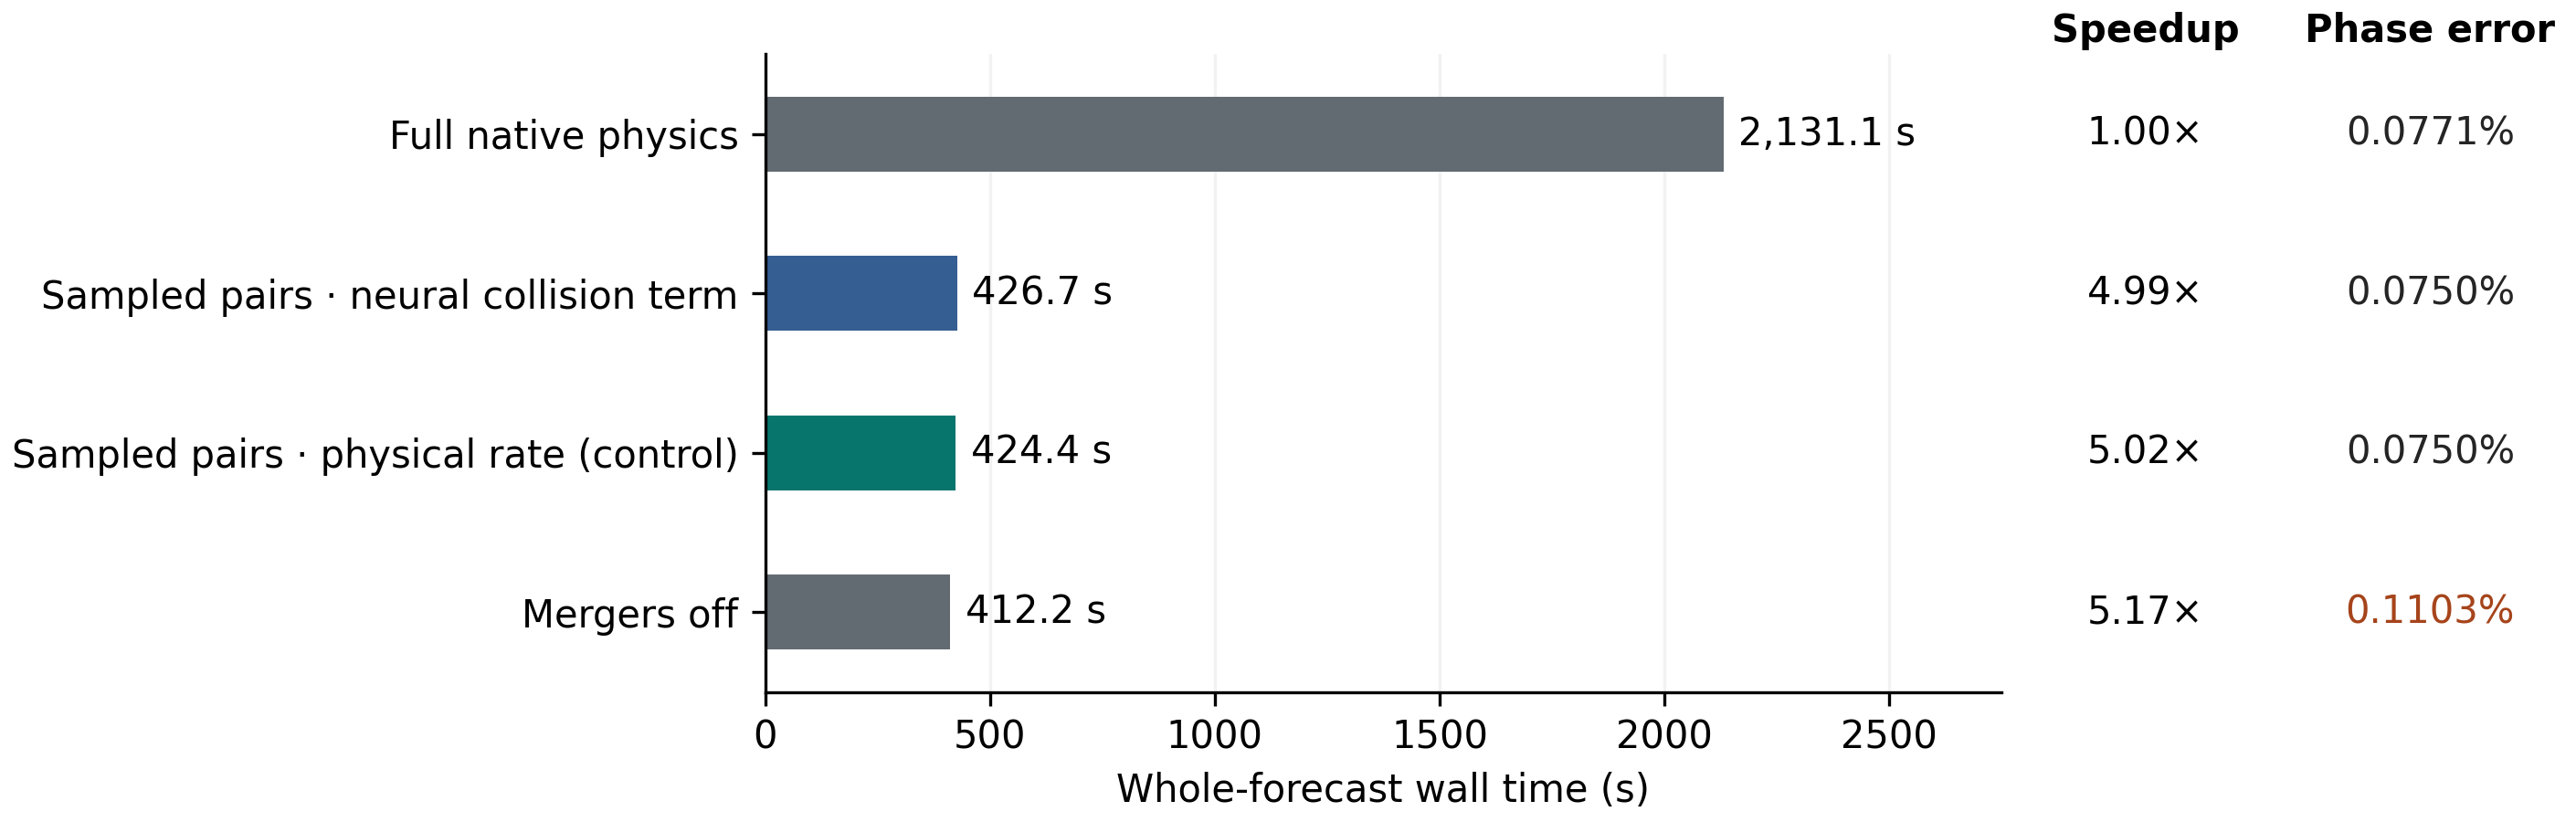 Speedup Phase error
Full native physics 2,131.1 s 1.00× 0.0771%
Sampled pairs · neural collision term 426.7 s 4.99× 0.0750%
Sampled pairs · physical rate (control) 424.4 s 5.02× 0.0750%
Mergers off 412.2 s 5.17× 0.1103%
0 500 1000 1500 2000 2500
Whole-forecast wall time (s)